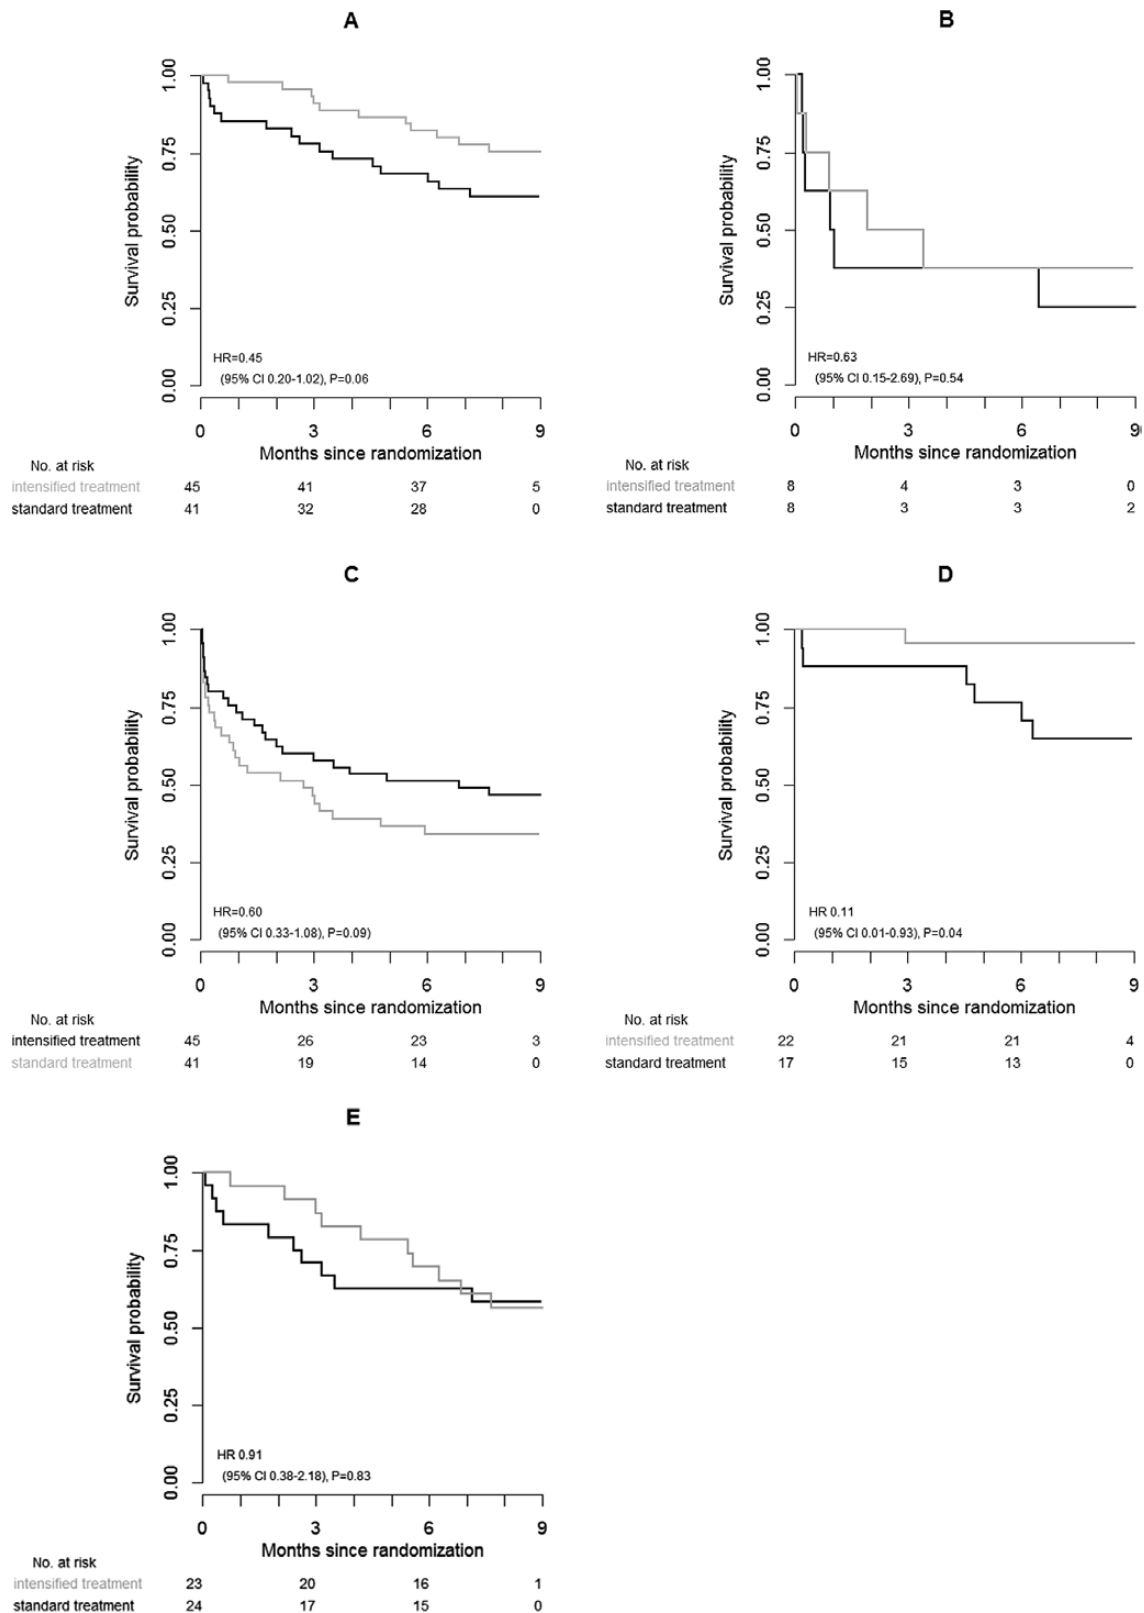 A
Survival probability
1.00
0.75
0.50
0.25
0.00
HR=0.45
(95% CI 0.20-1.02), P=0.06
0 3 6 9
Months since randomization
No. at risk
intensified treatment 45 41 37 5
standard treatment 41 32 28 0
B
Survival probability
1.00
0.75
0.50
0.25
0.00
HR=0.63
(95% CI 0.15-2.69), P=0.54
0 3 6 9
Months since randomization
No. at risk
intensified treatment 8 4 3 0
standard treatment 8 3 3 2
C
Survival probability
1.00
0.75
0.50
0.25
0.00
HR=0.60
(95% CI 0.33-1.08), P=0.09)
0 3 6 9
Months since randomization
No. at risk
intensified treatment 45 26 23 3
standard treatment 41 19 14 0
D
Survival probability
1.00
0.75
0.50
0.25
0.00
HR 0.11
(95% CI 0.01-0.93), P=0.04
0 3 6 9
Months since randomization
No. at risk
intensified treatment 22 21 21 4
standard treatment 17 15 13 0
E
Survival probability
1.00
0.75
0.50
0.25
0.00
HR 0.91
(95% CI 0.38-2.18), P=0.83
0 3 6 9
Months since randomization
No. at risk
intensified treatment 23 20 16 1
standard treatment 24 17 15 0